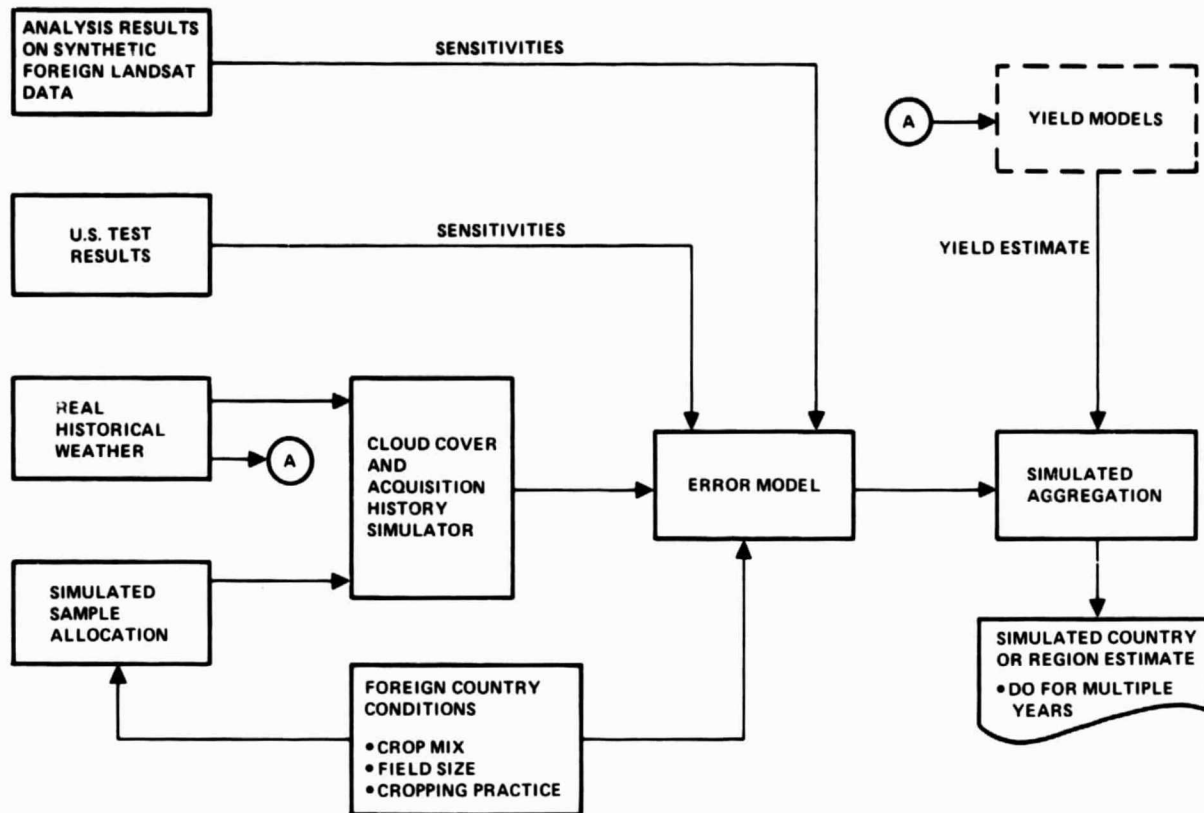 ANALYSIS RESULTS
ON SYNTHETIC
FOREIGN LANDSAT
DATA
SENSITIVITIES
A
YIELD MODELS
U.S. TEST
RESULTS
SENSITIVITIES
YIELD ESTIMATE
REAL
HISTORICAL
WEATHER
A
CLOUD COVER
AND
ACQUISITION
HISTORY
SIMULATOR
ERROR MODEL
SIMULATED
AGGREGATION
SIMULATED
SAMPLE
ALLOCATION
SIMULATED COUNTRY
OR REGION ESTIMATE
• DO FOR MULTIPLE
YEARS
FOREIGN COUNTRY
CONDITIONS
• CROP MIX
• FIELD SIZE
• CROPPING PRACTICE